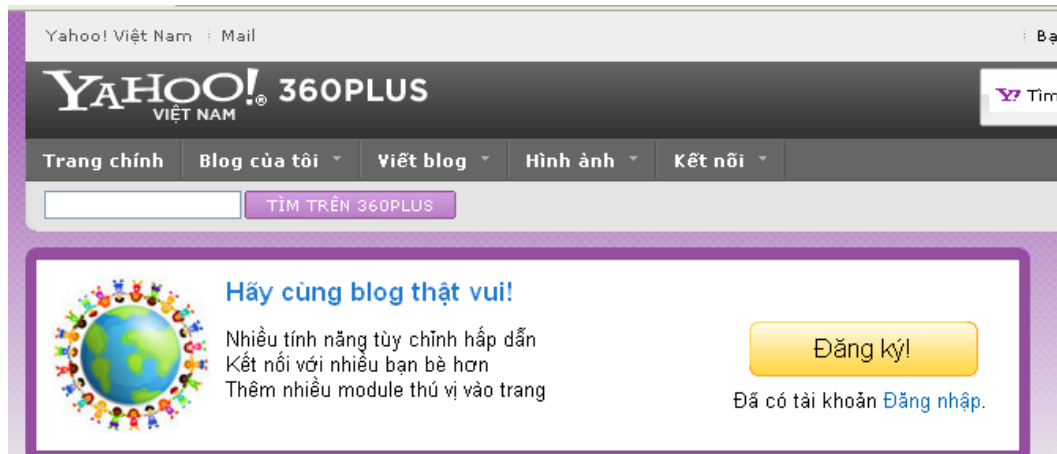 Yahoo! Việt Nam Mail
YAHOO!® 360PLUS
VIỆT NAM
Y! Tìm
Trang chính Blog của tôi Viết blog Hình ảnh Kết nối
TÌM TRÊN 360PLUS
Hãy cùng blog thật vui!
Nhiều tính năng tùy chỉnh hấp dẫn
Kết nối với nhiều bạn bè hơn
Thêm nhiều module thú vị vào trang
Đăng ký!
Đã có tài khoản Đăng nhập.